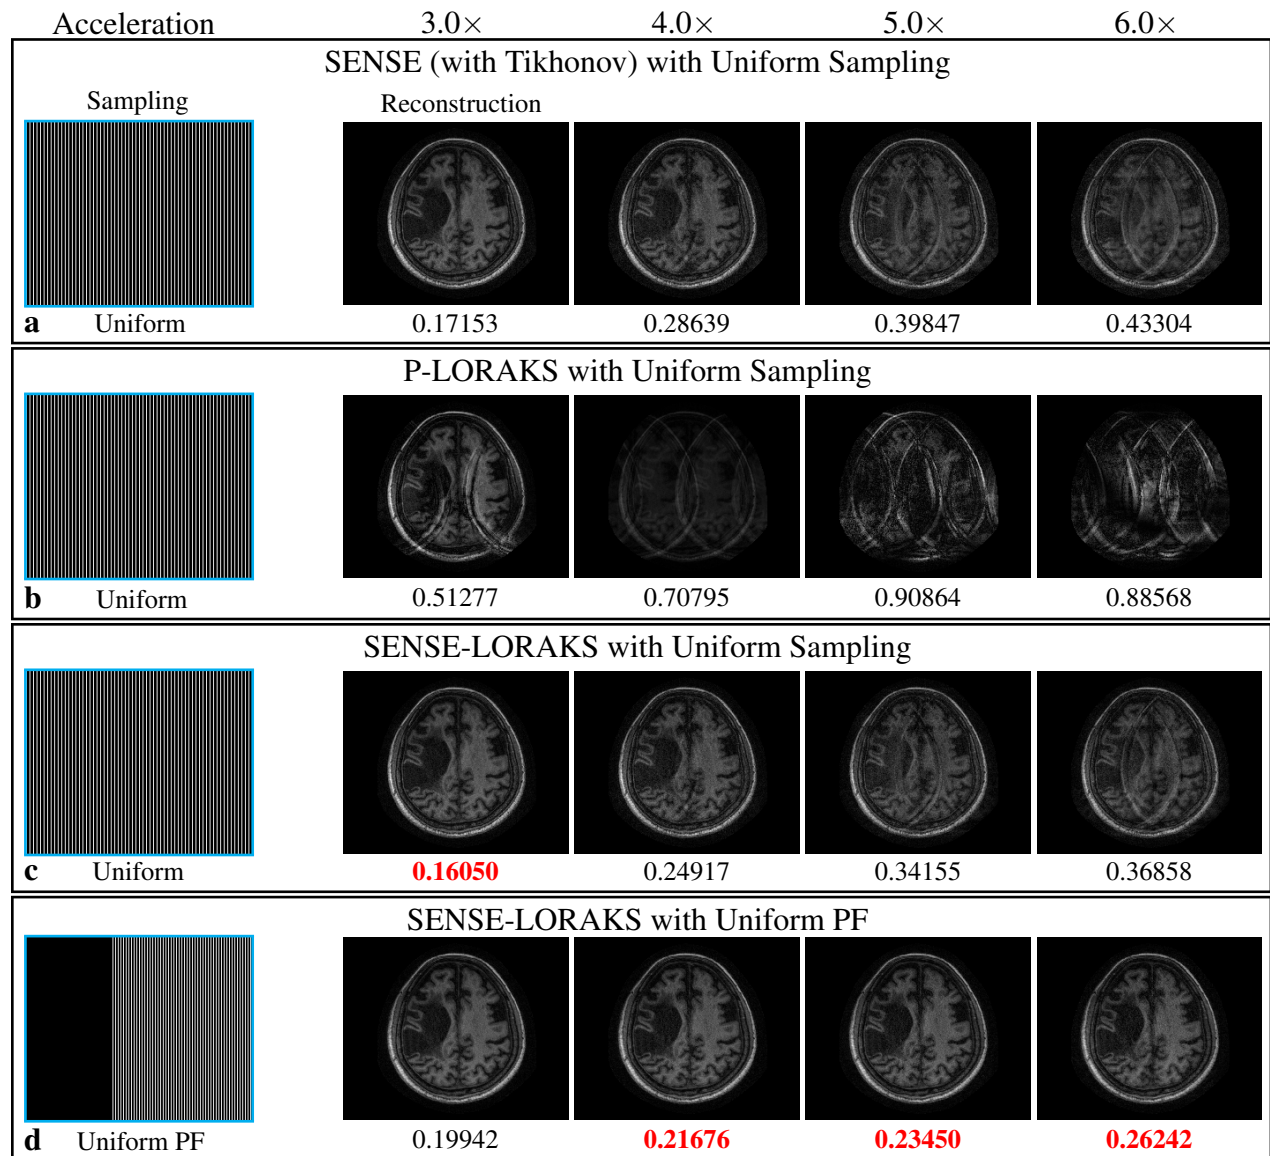 Acceleration 3.0× 4.0× 5.0× 6.0×
SENSE (with Tikhonov) with Uniform Sampling
Sampling Reconstruction
a Uniform 0.17153 0.28639 0.39847 0.43304
P-LORAKS with Uniform Sampling
b Uniform 0.51277 0.70795 0.90864 0.88568
SENSE-LORAKS with Uniform Sampling
c Uniform 0.16050 0.24917 0.34155 0.36858
SENSE-LORAKS with Uniform PF
d Uniform PF 0.19942 0.21676 0.23450 0.26242